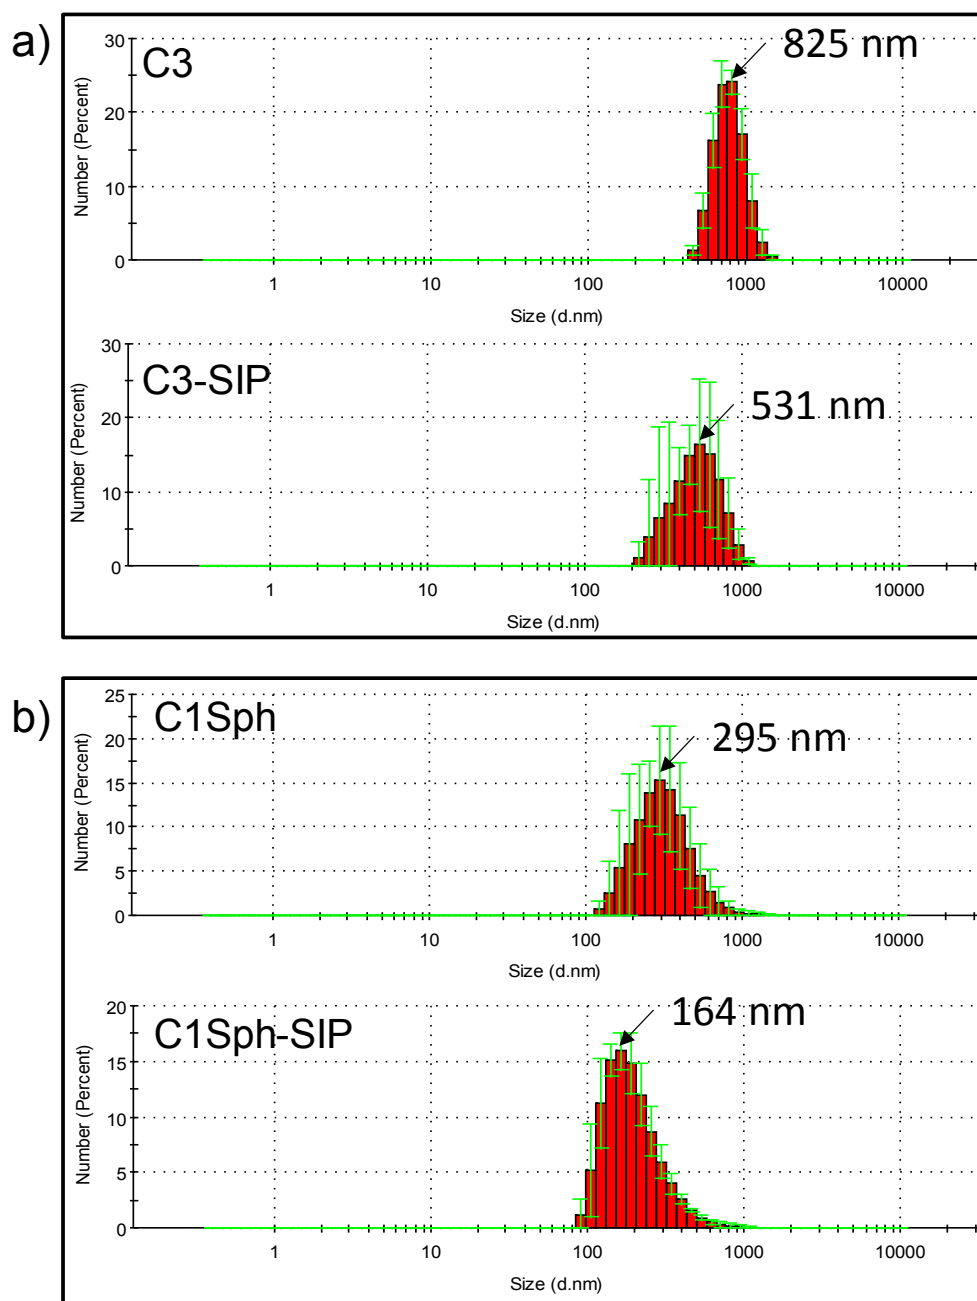 a)
C3
825 nm
Number (Percent)
30
20
10
0
1 10 100 1000 10000
Size (d.nm)
C3-SIP
531 nm
Number (Percent)
30
20
10
0
1 10 100 1000 10000
Size (d.nm)
b)
C1Sph
295 nm
Number (Percent)
25
20
15
10
5
0
1 10 100 1000 10000
Size (d.nm)
C1Sph-SIP
164 nm
Number (Percent)
20
15
10
5
0
1 10 100 1000 10000
Size (d.nm)